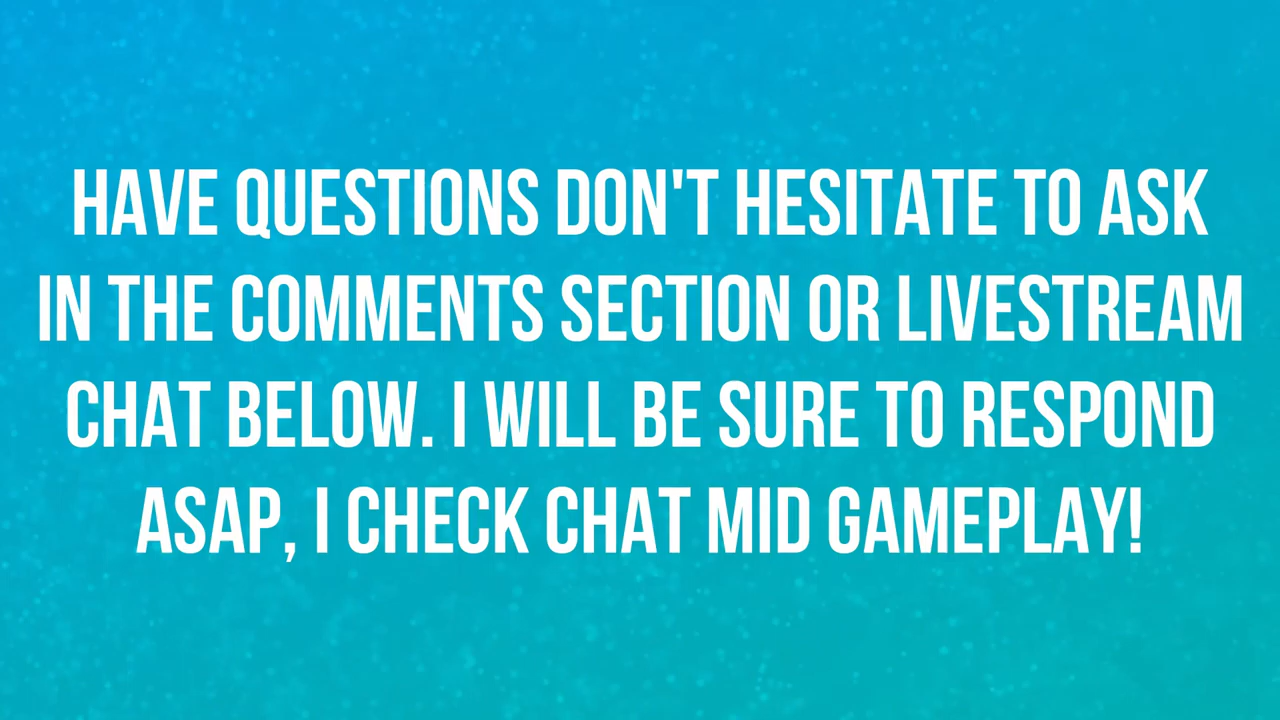 HAVE QUESTIONS DON'T HESITATE TO ASK
IN THE COMMENTS SECTION OR LIVESTREAM
CHAT BELOW. I WILL BE SURE TO RESPOND
ASAP, I CHECK CHAT MID GAMEPLAY!